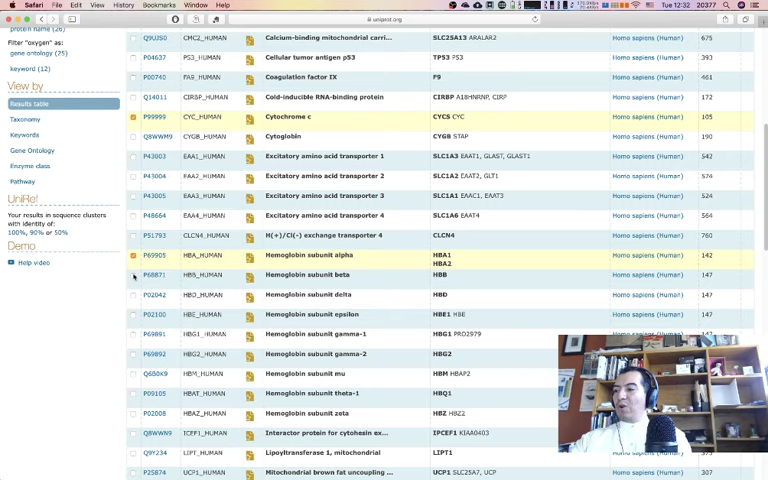 Safari File Edit View History Bookmarks Window Help
Tue 12:32 20377
uniprot.org
protein name (26)
Filter "oxygen" as:
gene ontology (25)
keyword (12)
View by
Results table
Taxonomy
Keywords
Gene Ontology
Enzyme class
Pathway
UniRef
Your results in sequence clusters
with identity of:
100%, 90% or 50%
Demo
Help video
Q9UJS0 CMC2_HUMAN Calcium-binding mitochondrial carri... SLC25A13 ARALAR2 Homo sapiens (Human) 675
P04637 P53_HUMAN Cellular tumor antigen p53 TP53 P53 Homo sapiens (Human) 393
P00740 FA9_HUMAN Coagulation factor IX F9 Homo sapiens (Human) 461
Q14011 CIRBP_HUMAN Cold-inducible RNA-binding protein CIRBP A18HNRNP, CIRP Homo sapiens (Human) 172
P99999 CYC_HUMAN Cytochrome c CYCS CYC Homo sapiens (Human) 105
Q8WWM9 CYGB_HUMAN Cytoglobin CYGB STAP Homo sapiens (Human) 190
P43003 EAA1_HUMAN Excitatory amino acid transporter 1 SLC1A3 EAAT1, GLAST, GLAST1 Homo sapiens (Human) 542
P43004 EAA2_HUMAN Excitatory amino acid transporter 2 SLC1A2 EAAT2, GLT1 Homo sapiens (Human) 574
P43005 EAA3_HUMAN Excitatory amino acid transporter 3 SLC1A1 EAAC1, EAAT3 Homo sapiens (Human) 524
P48664 EAA4_HUMAN Excitatory amino acid transporter 4 SLC1A6 EAAT4 Homo sapiens (Human) 564
P51793 CLCN4_HUMAN H(+)/Cl(-) exchange transporter 4 CLCN4 Homo sapiens (Human) 760
P69905 HBA_HUMAN Hemoglobin subunit alpha HBA1 Homo sapiens (Human) 142
HBA2
P68871 HBB_HUMAN Hemoglobin subunit beta HBB Homo sapiens (Human) 147
P02042 HBD_HUMAN Hemoglobin subunit delta HBD Homo sapiens (Human) 147
P02100 HBE_HUMAN Hemoglobin subunit epsilon HBE1 HBE Homo sapiens (Human) 147
P69891 HBG1_HUMAN Hemoglobin subunit gamma-1 HBG1 PRO2979 Homo sapiens (Human) 147
P69892 HBG2_HUMAN Hemoglobin subunit gamma-2 HBG2
Q6B0K9 HBM_HUMAN Hemoglobin subunit mu HBM HBAP2
P09105 HBAT_HUMAN Hemoglobin subunit theta-1 HBQ1
P02008 HBAZ_HUMAN Hemoglobin subunit zeta HBZ HBZ2
Q8WWN9 ICEF1_HUMAN Interactor protein for cytohesin ex... IPCEF1 KIAA0403
Q9Y234 LIPT_HUMAN Lipoyltransferase 1, mitochondrial LIPT1 373
P25874 UCP1_HUMAN Mitochondrial brown fat uncoupling ... UCP1 SLC25A7, UCP Homo sapiens (Human) 307